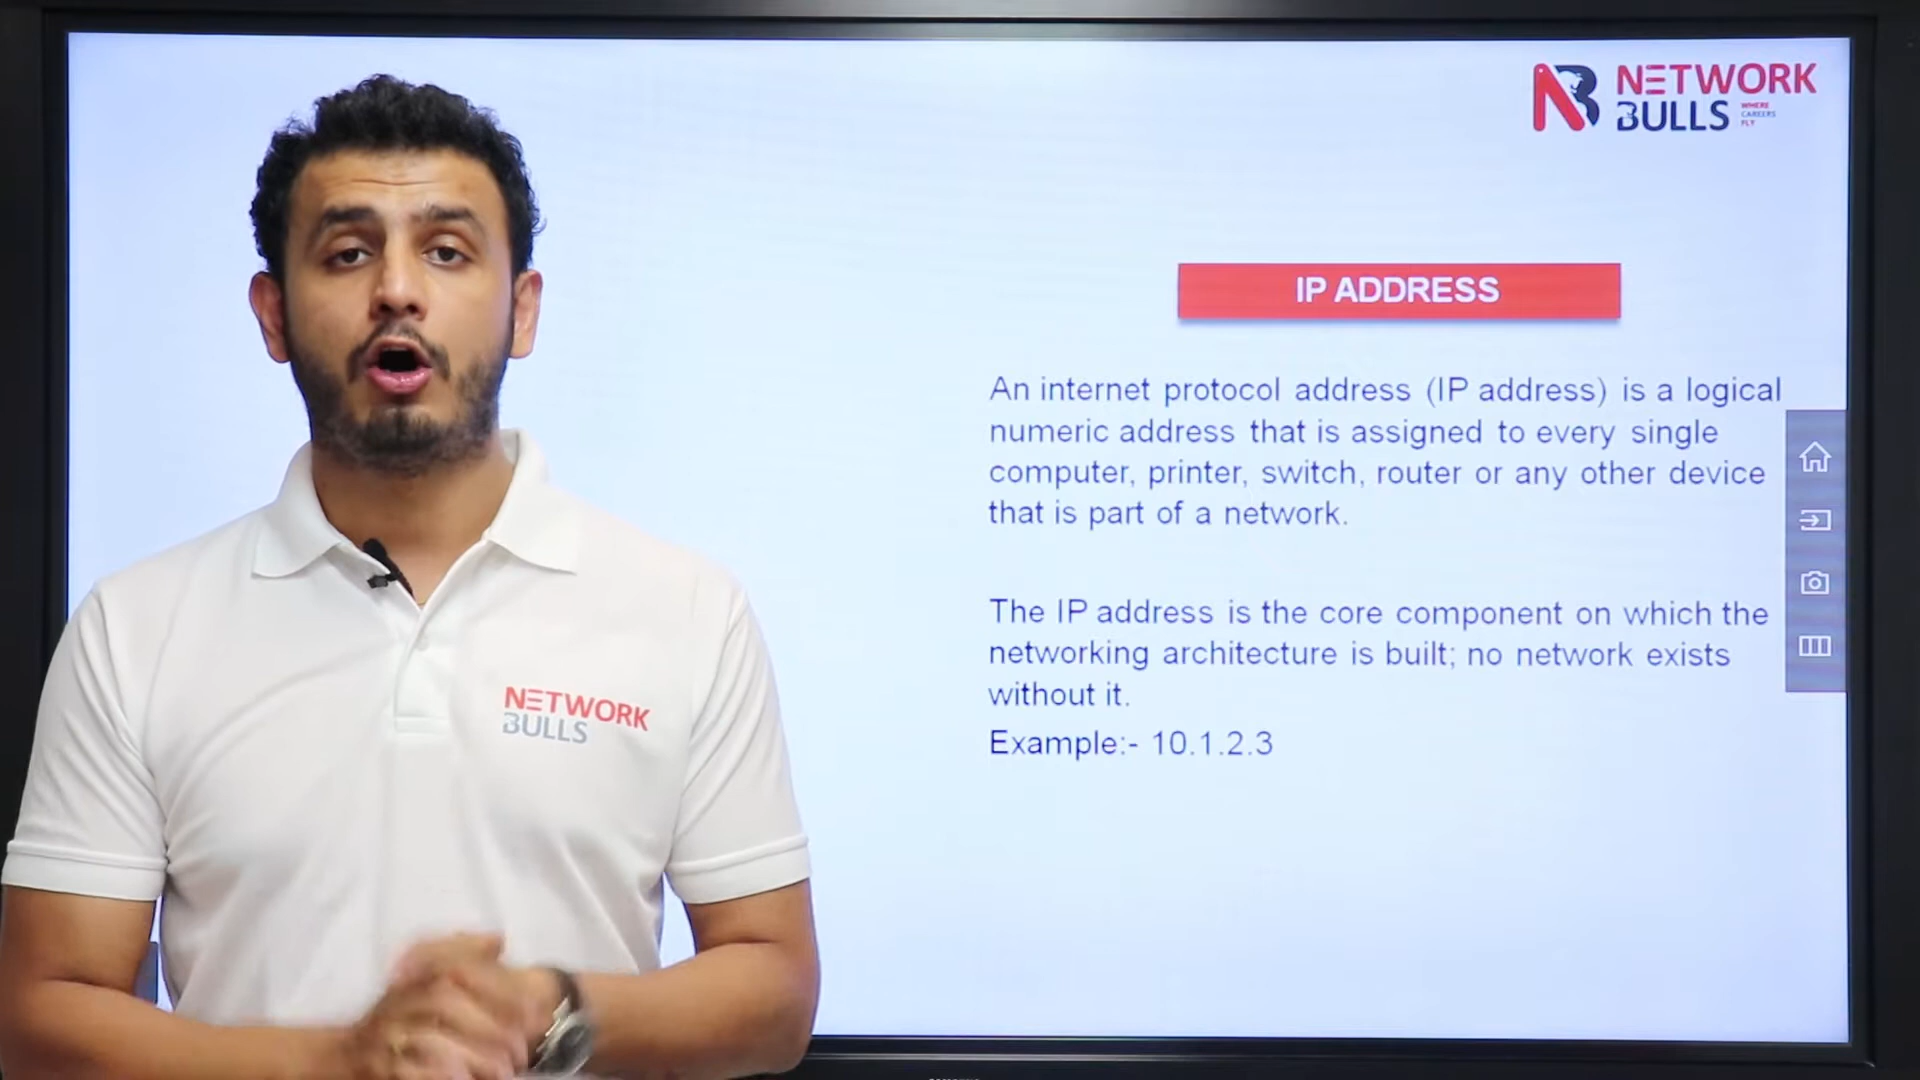 NETWORK
BULLS
WHERE
CAREERS
FLY
IP ADDRESS
An internet protocol address (IP address) is a logical
numeric address that is assigned to every single
computer, printer, switch, router or any other device
that is part of a network.
The IP address is the core component on which the
networking architecture is built; no network exists
without it.
Example:- 10.1.2.3
NETWORK
BULLS